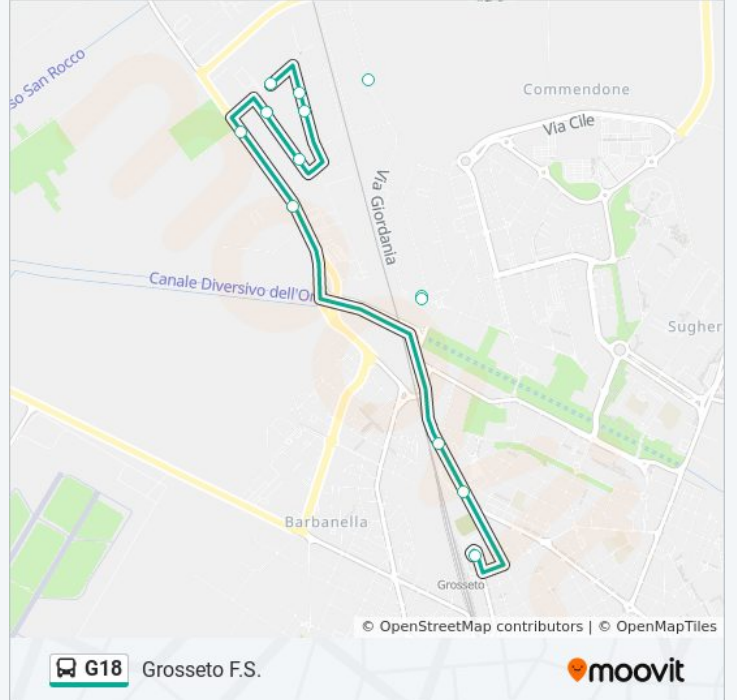 so San Rocco
Commendone
Via Cile
Via Giordania
Canale Diversivo dell'O
Sugher
Barbanella
Grosseto
© OpenStreetMap contributors | © OpenMapTiles
G18 Grosseto F.S.
moovit